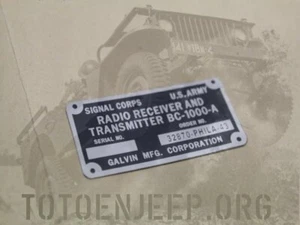 SIGNAL CORPS U.S. ARMY
RADIO RECEIVER AND
TRANSMITTER BC-1000-A
SERIAL NO. ORDER NO.
32870-PHILA-43
GALVIN MFG. CORPORATION
TOTOENJEEP.ORG